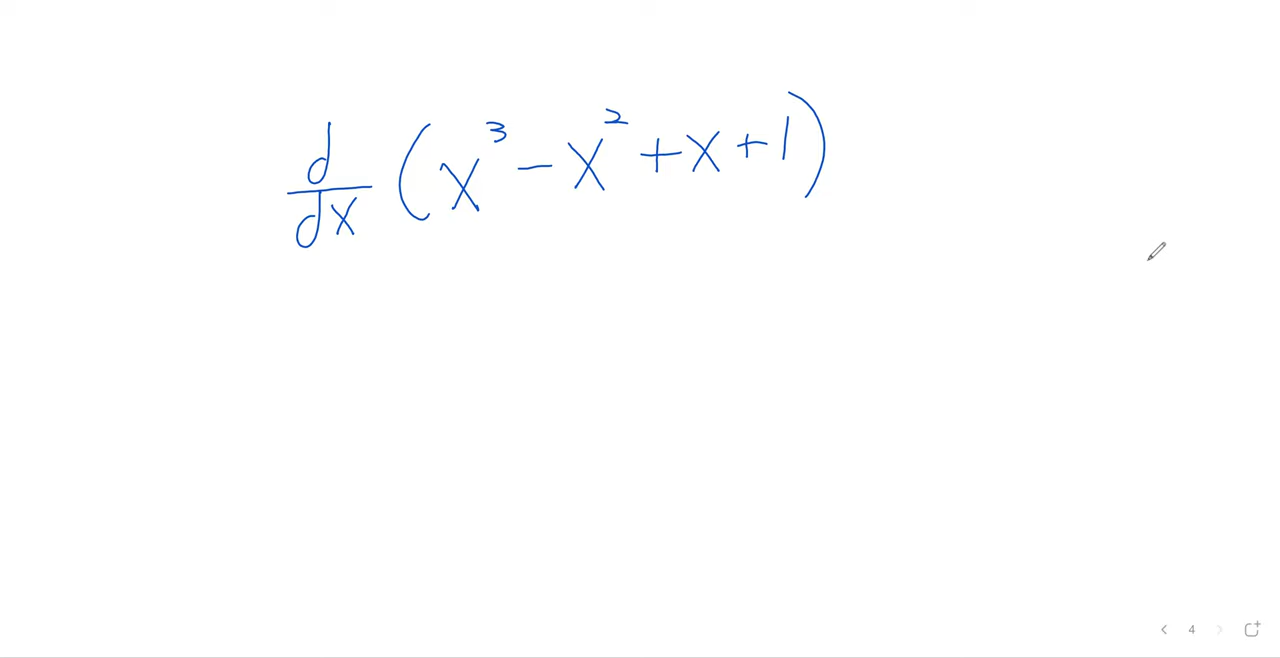 d/dx (x³ − x² + x + 1)
4